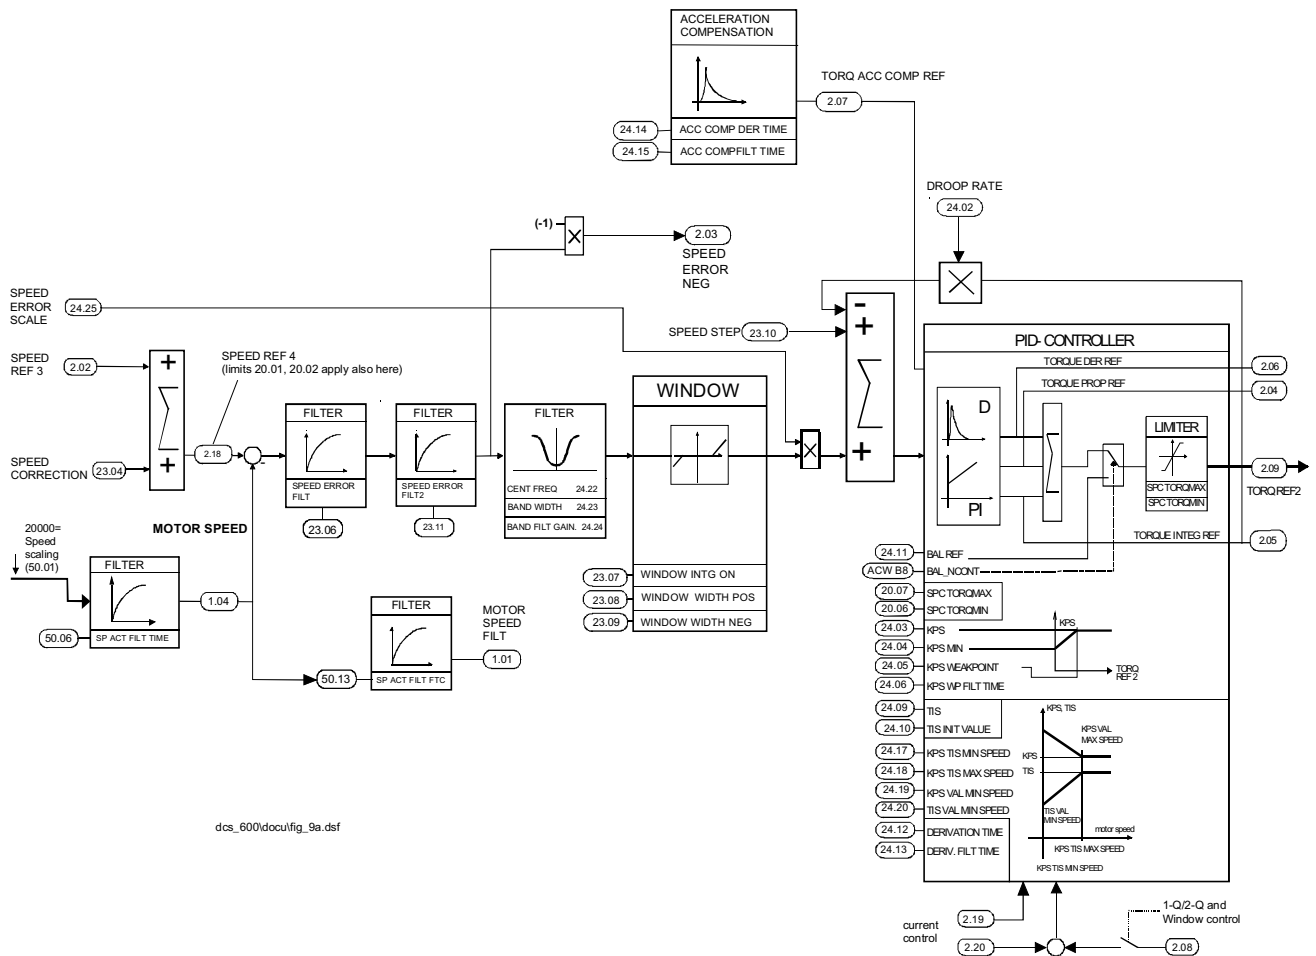 ACCELERATION
COMPENSATION
TORQ ACC COMP REF
2.07
24.14
ACC COMP DER TIME
24.15
ACC COMPFILT TIME
DROOP RATE
24.02
(-1)
X
2.03
SPEED
ERROR
NEG
SPEED
ERROR
SCALE
24.25
SPEED STEP
23.10
-
+
+
SPEED
REF 3
2.02
+
+
SPEED REF 4
(limits 20.01, 20.02 apply also here)
2.18
-
SPEED
CORRECTION
23.04
FILTER
SPEED ERROR
FILT
23.06
FILTER
SPEED ERROR
FILT2
23.11
FILTER
CENT FREQ 24.22
BAND WIDTH 24.23
BAND FILT GAIN. 24.24
WINDOW
X
23.07
WINDOW INTG ON
23.08
WINDOW WIDTH POS
23.09
WINDOW WIDTH NEG
MOTOR SPEED
20000=
Speed
scaling
(50.01)
FILTER
1.04
50.06
SP ACT FILT TIME
50.13
FILTER
SP ACT FILT FTC
MOTOR
SPEED
FILT
1.01
PID- CONTROLLER
TORQUE DER REF
2.06
TORQUE PROP REF
2.04
D
PI
LIMITER
SPC TORQMAX
SPC TORQMIN
2.09
TORQ REF2
TORQUE INTEG REF
2.05
24.11
BAL REF
ACW B8
BAL_NCONT
20.07
SPC TORQMAX
20.06
SPC TORQMIN
24.03
KPS
24.04
KPS MIN
24.05
KPS WEAKPOINT
24.06
KPS WP FILT TIME
KPS
TORQ
REF 2
24.09
TIS
24.10
TIS INIT VALUE
24.17
KPS TIS MIN SPEED
24.18
KPS TIS MAX SPEED
24.19
KPS VAL MIN SPEED
24.20
TIS VAL MIN SPEED
24.12
DERIVATION TIME
24.13
DERIV. FILT TIME
KPS, TIS
KPS VAL
MAX SPEED
KPS
TIS
TIS VAL
MIN SPEED
motor speed
KPS TIS MAX SPEED
KPS TIS MIN SPEED
dcs_600\docu\fig_9a.dsf
current
control
2.19
2.20
1-Q/2-Q and
Window control
2.08